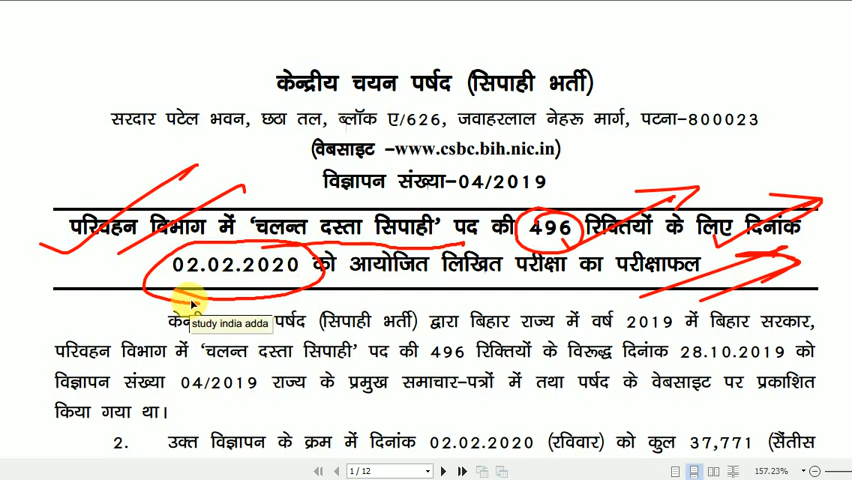 केन्द्रीय चयन पर्षद (सिपाही भर्ती)
सरदार पटेल भवन, छठा तल, ब्लॉक ए/626, जवाहरलाल नेहरू मार्ग, पटना-800023
(वेबसाइट -www.csbc.bih.nic.in)
विज्ञापन संख्या-04/2019
परिवहन विभाग में 'चलन्त दस्ता सिपाही' पद की 496 रिक्तियों के लिए दिनांक
02.02.2020 को आयोजित लिखित परीक्षा का परीक्षाफल
पर्षद (सिपाही भर्ती) द्वारा बिहार राज्य में वर्ष 2019 में बिहार सरकार,
study india adda
परिवहन विभाग में 'चलन्त दस्ता सिपाही' पद की 496 रिक्तियों के विरूद्ध दिनांक 28.10.2019 को
विज्ञापन संख्या 04/2019 राज्य के प्रमुख समाचार-पत्रों में तथा पर्षद के वेबसाइट पर प्रकाशित
किया गया था।
2. उक्त विज्ञापन के क्रम में दिनांक 02.02.2020 (रविवार) को कुल 37,771 (सैंतीस
1 / 12
157.23%